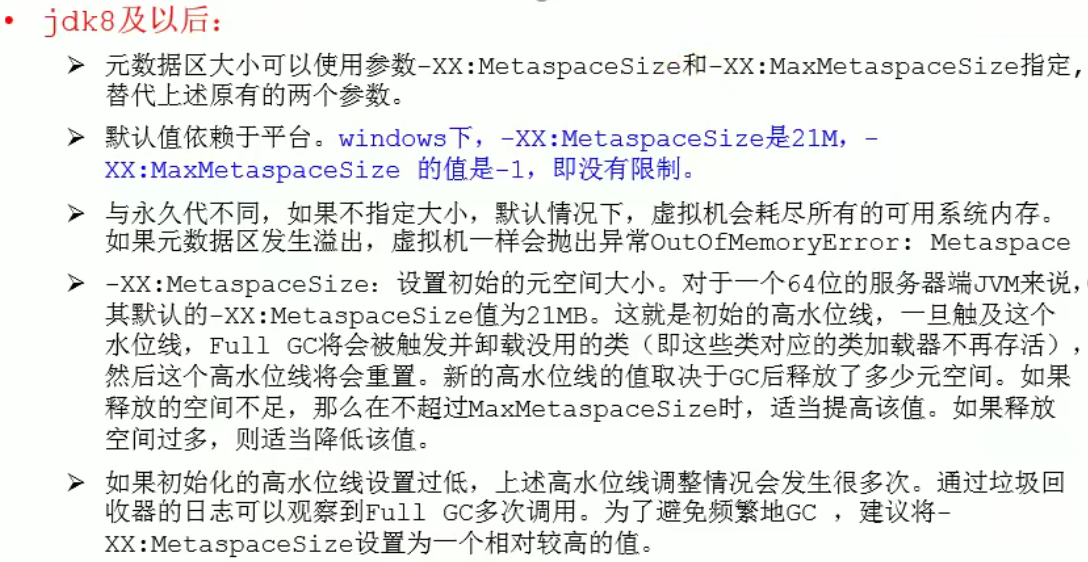 • jdk8及以后：
➢ 元数据区大小可以使用参数-XX:MetaspaceSize和-XX:MaxMetaspaceSize指定,
替代上述原有的两个参数。
➢ 默认值依赖于平台。windows下，-XX:MetaspaceSize是21M，-
XX:MaxMetaspaceSize 的值是-1，即没有限制。
➢ 与永久代不同，如果不指定大小，默认情况下，虚拟机会耗尽所有的可用系统内存。
如果元数据区发生溢出，虚拟机一样会抛出异常OutOfMemoryError: Metaspace
➢ -XX:MetaspaceSize：设置初始的元空间大小。对于一个64位的服务器端JVM来说，
其默认的-XX:MetaspaceSize值为21MB。这就是初始的高水位线，一旦触及这个
水位线，Full GC将会被触发并卸载没用的类（即这些类对应的类加载器不再存活），
然后这个高水位线将会重置。新的高水位线的值取决于GC后释放了多少元空间。如果
释放的空间不足，那么在不超过MaxMetaspaceSize时，适当提高该值。如果释放
空间过多，则适当降低该值。
➢ 如果初始化的高水位线设置过低，上述高水位线调整情况会发生很多次。通过垃圾回
收器的日志可以观察到Full GC多次调用。为了避免频繁地GC ，建议将-
XX:MetaspaceSize设置为一个相对较高的值。